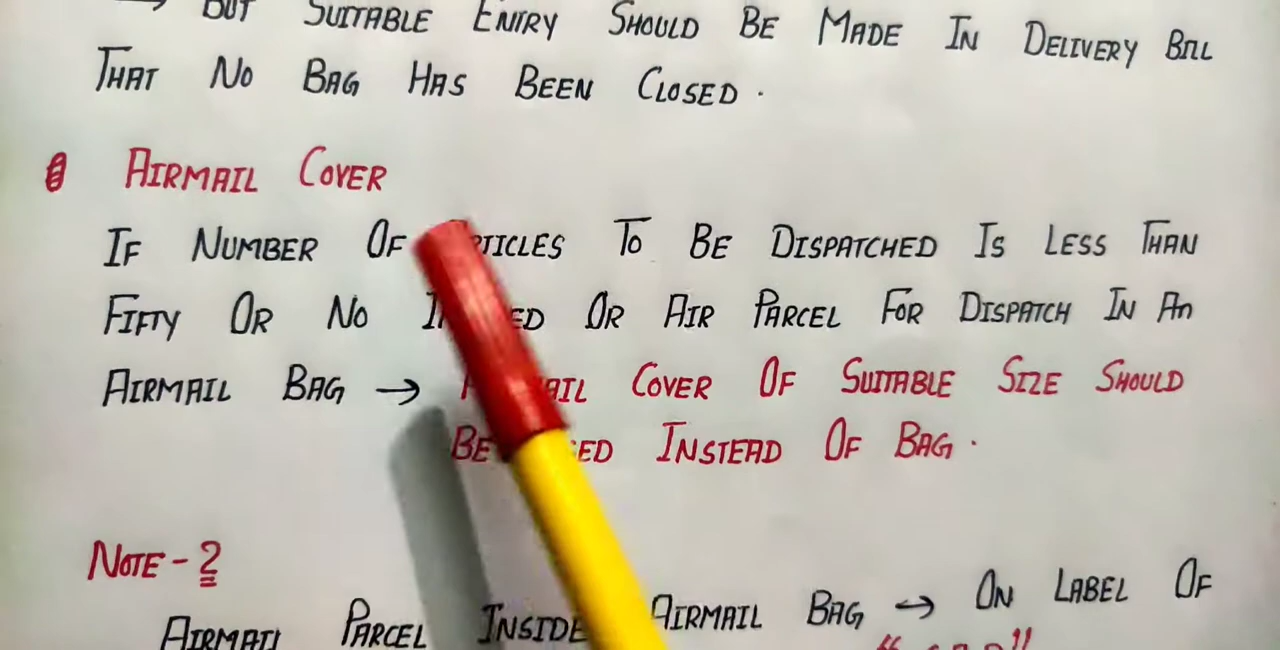 → BUT SUITABLE ENTRY SHOULD BE MADE IN DELIVERY BILL
THAT NO BAG HAS BEEN CLOSED.
AIRMAIL COVER
IF NUMBER OF TO BE DISPATCHED IS LESS THAN
FIFTY OR NO OR AIR PARCEL FOR DISPATCH IN AN
AIRMAIL BAG → COVER OF SUITABLE SIZE SHOULD
BE INSTEAD OF BAG.
NOTE-2
AIRMAIL PARCEL INSIDE AIRMAIL BAG → ON LABEL OF